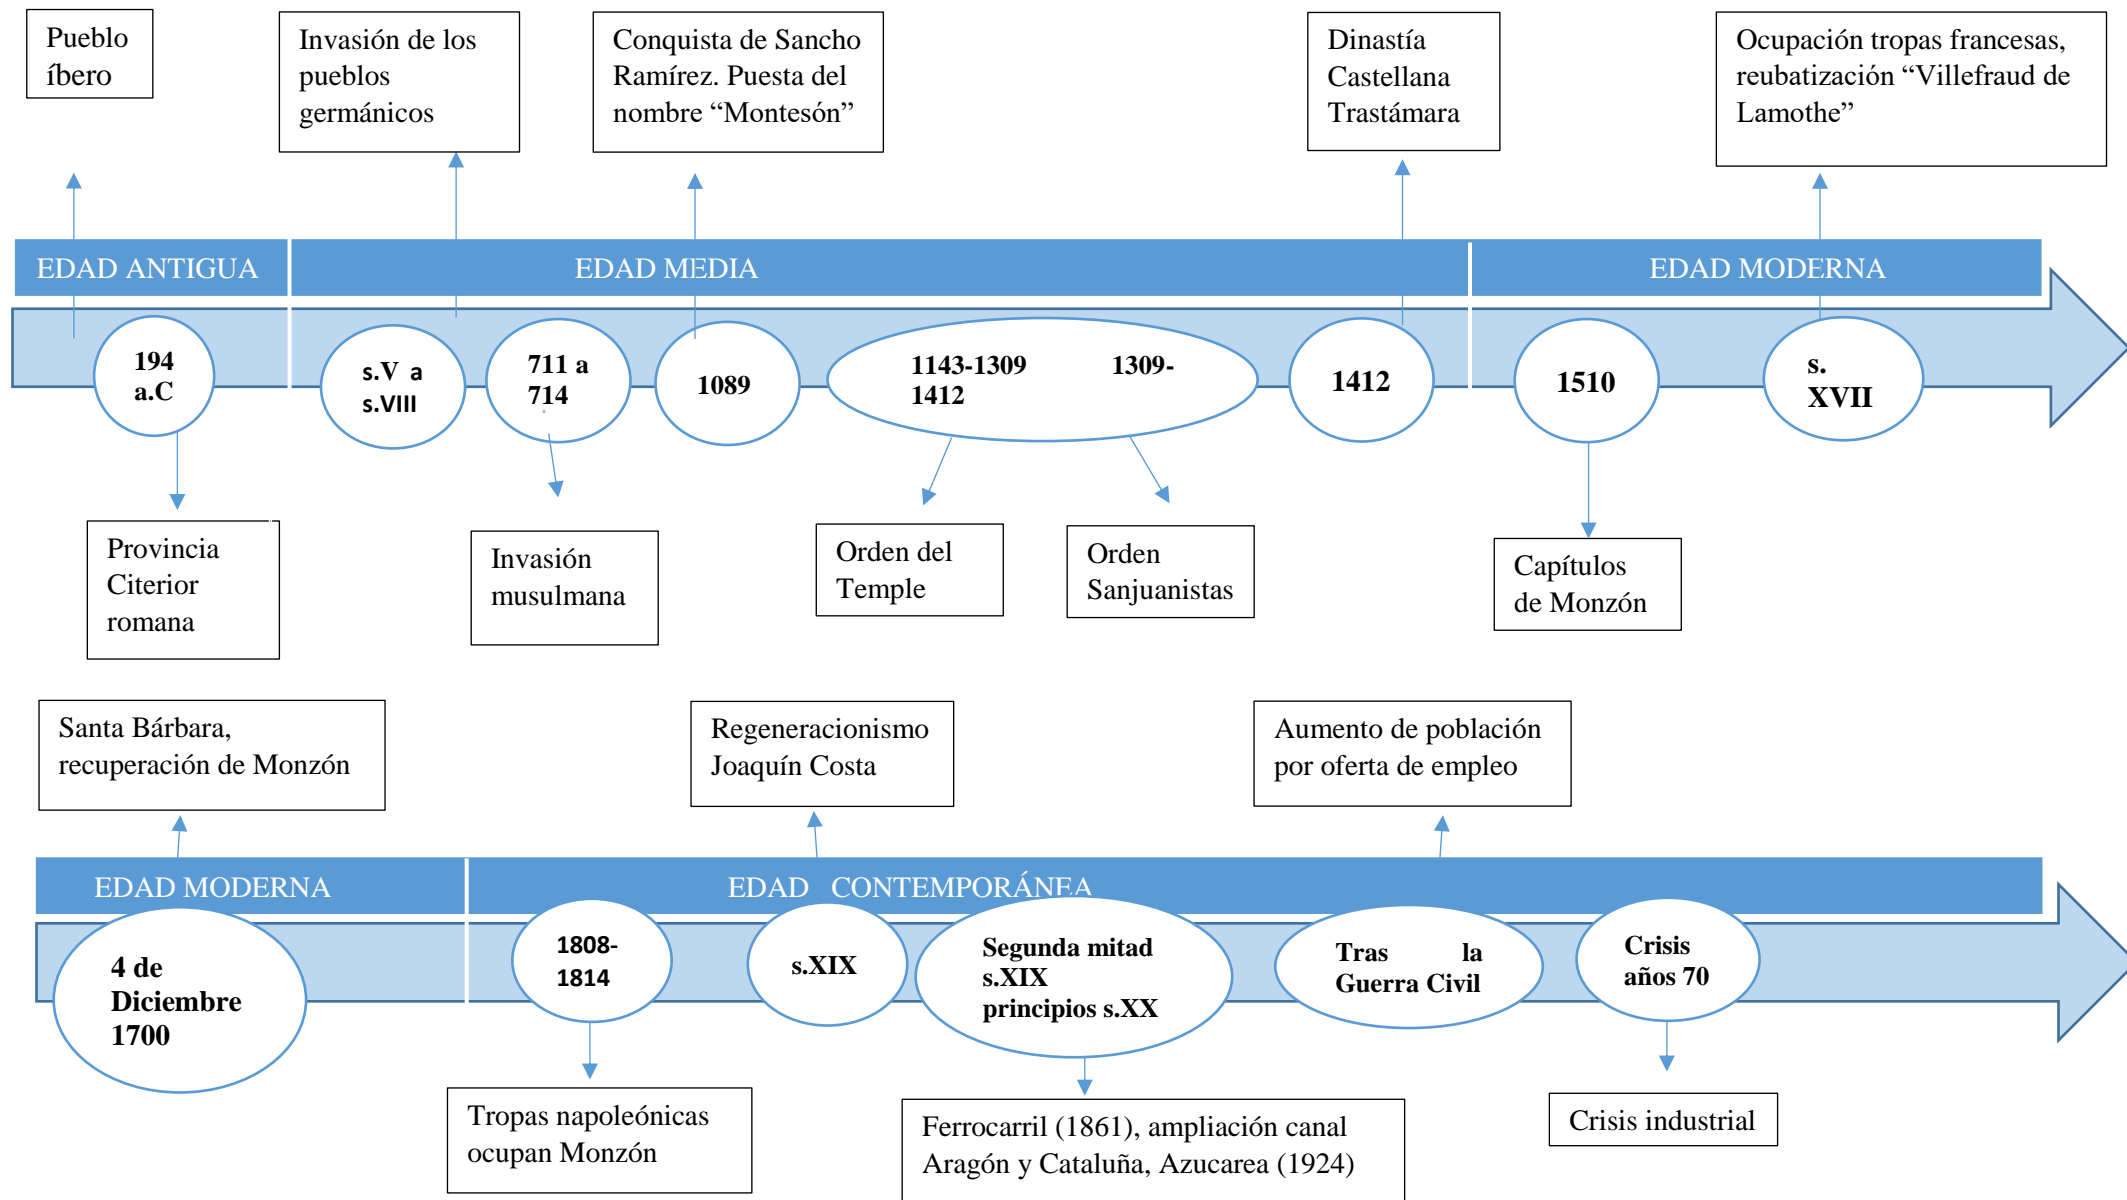 Pueblo
íbero
Invasión de los
pueblos
germánicos
Conquista de Sancho
Ramírez. Puesta del
nombre “Montesón”
Dinastía
Castellana
Trastámara
Ocupación tropas francesas,
reubatización “Villefraud de
Lamothe”
EDAD ANTIGUA
EDAD MEDIA
EDAD MODERNA
194
a.C
s.V a
s.VIII
711 a
714
1089
1143-1309 1309-
1412
1412
1510
s.
XVII
Provincia
Citerior
romana
Invasión
musulmana
Orden del
Temple
Orden
Sanjuanistas
Capítulos
de Monzón
Santa Bárbara,
recuperación de Monzón
Regeneracionismo
Joaquín Costa
Aumento de población
por oferta de empleo
EDAD MODERNA
EDAD CONTEMPORÁNEA
4 de
Diciembre
1700
1808-
1814
s.XIX
Segunda mitad
s.XIX
principios s.XX
Tras la
Guerra Civil
Crisis
años 70
Tropas napoleónicas
ocupan Monzón
Ferrocarril (1861), ampliación canal
Aragón y Cataluña, Azucarea (1924)
Crisis industrial